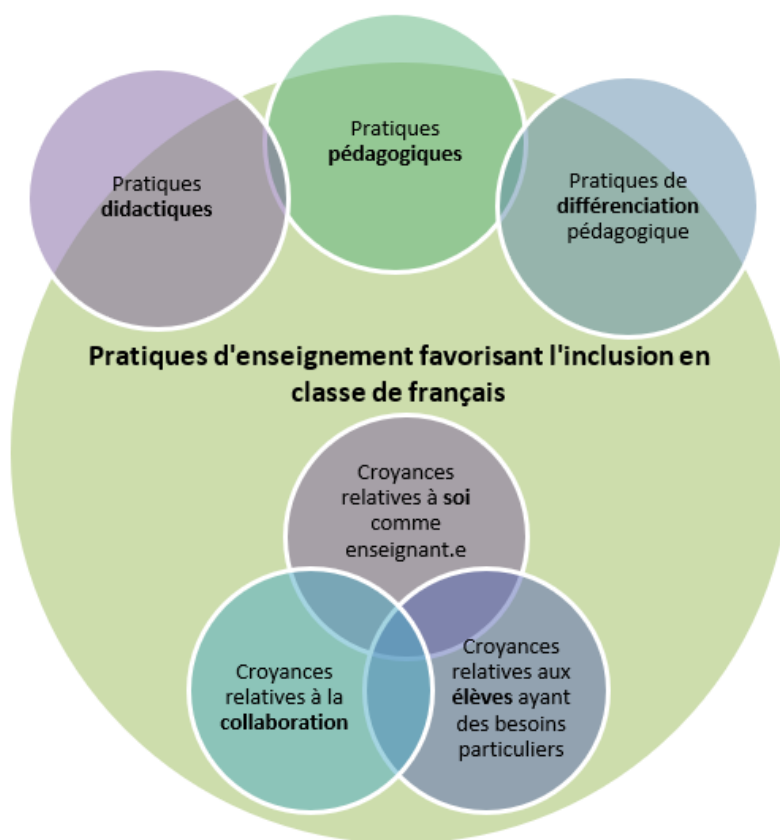 Pratiques
pédagogiques
Pratiques
didactiques
Pratiques de
différenciation
pédagogique
Pratiques d'enseignement favorisant l'inclusion en
classe de français
Croyances
relatives à soi
comme
enseignant.e
Croyances
relatives à la
collaboration
Croyances
relatives aux
élèves ayant
des besoins
particuliers